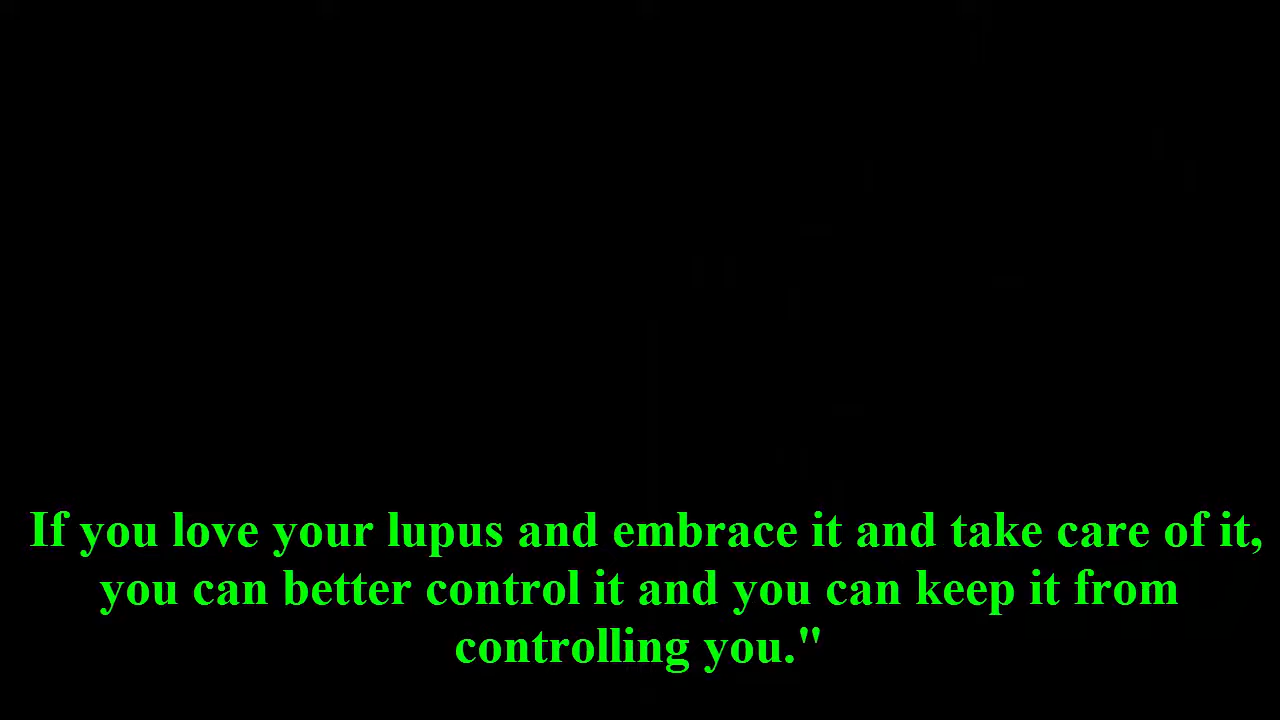 If you love your lupus and embrace it and take care of it,
you can better control it and you can keep it from
controlling you."